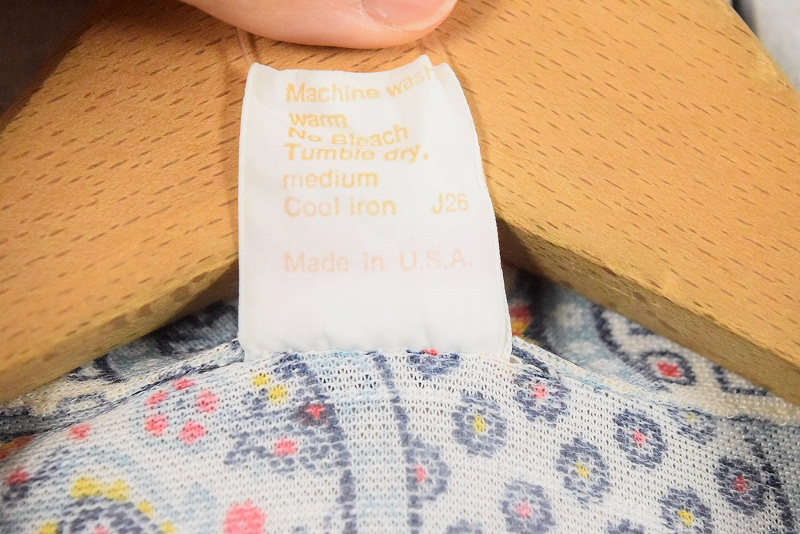 Machine wash
warm
No Bleach
Tumble dry,
medium
Cool iron J26
Made in U.S.A.